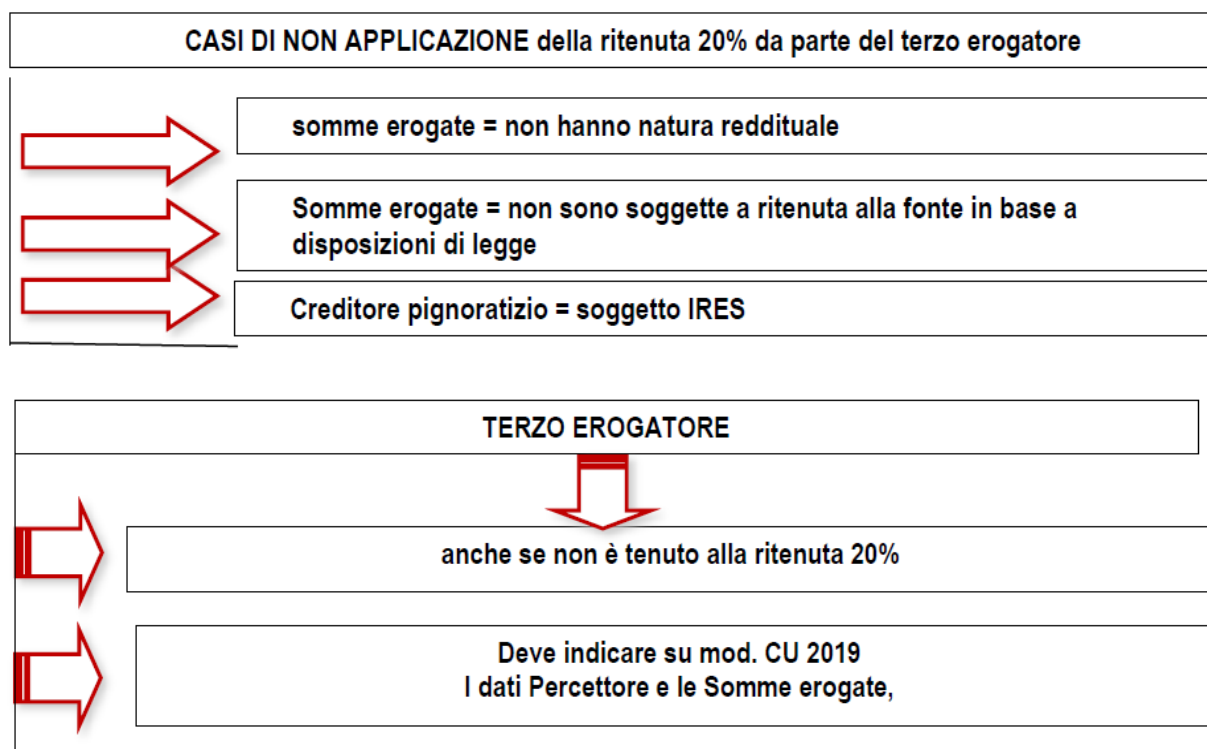 CASI DI NON APPLICAZIONE della ritenuta 20% da parte del terzo erogatore
somme erogate = non hanno natura reddituale
Somme erogate = non sono soggette a ritenuta alla fonte in base a
disposizioni di legge
Creditore pignoratizio = soggetto IRES
TERZO EROGATORE
anche se non è tenuto alla ritenuta 20%
Deve indicare su mod. CU 2019
I dati Percettore e le Somme erogate,